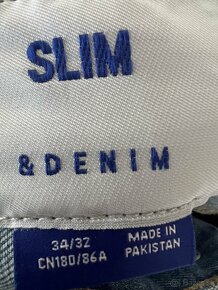 SLIM
& DENIM
34/32
CN180/86A
MADE IN
PAKISTAN